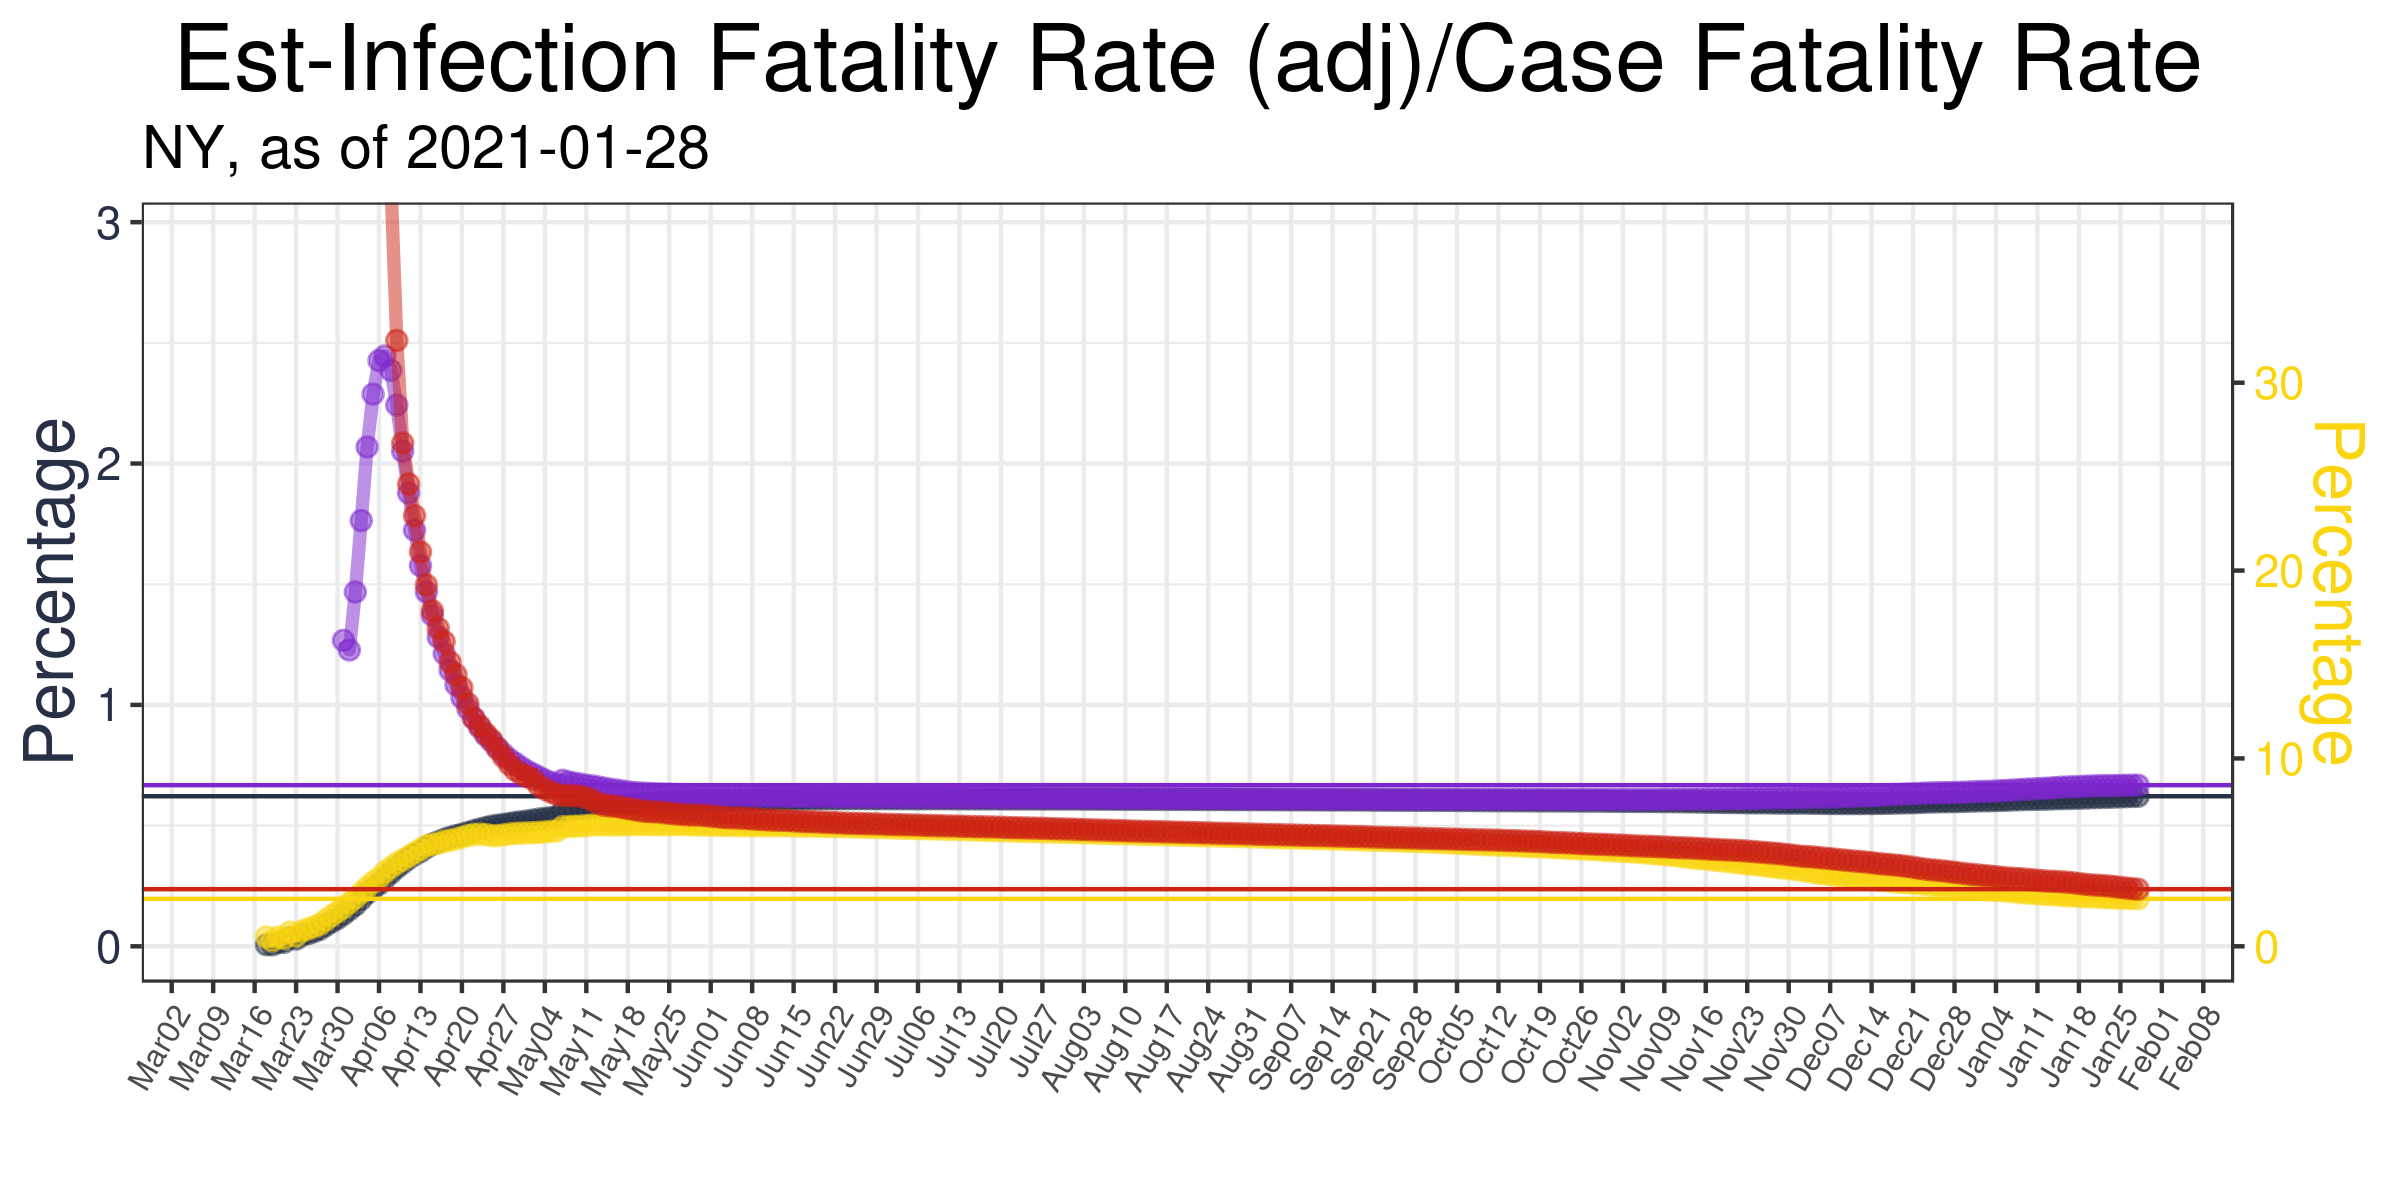 Est-Infection Fatality Rate (adj)/Case Fatality Rate
NY, as of 2021-01-28
Percentage
3
2
1
0
30
20
10
0
Percentage
Mar02
Mar09
Mar16
Mar23
Mar30
Apr06
Apr13
Apr20
Apr27
May04
May11
May18
May25
Jun01
Jun08
Jun15
Jun22
Jun29
Jul06
Jul13
Jul20
Jul27
Aug03
Aug10
Aug17
Aug24
Aug31
Sep07
Sep14
Sep21
Sep28
Oct05
Oct12
Oct19
Oct26
Nov02
Nov09
Nov16
Nov23
Nov30
Dec07
Dec14
Dec21
Dec28
Jan04
Jan11
Jan18
Jan25
Feb01
Feb08